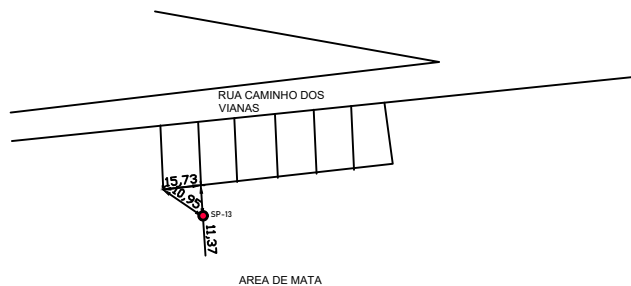 RUA CAMINHO DOS
VIANAS
15,73
10,95
SP-13
11,37
AREA DE MATA